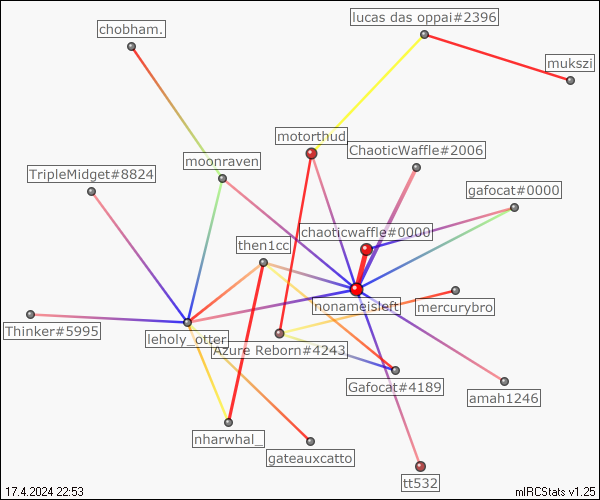 lucas das oppai#2396
chobham.
mukszi
motorthud
ChaoticWaffle#2006
moonraven
TripleMidget#8824
gafocat#0000
chaoticwaffle#0000
then1cc
nonameisleft
mercurybro
Thinker#5995
leholy_otter
Azure Reborn#4243
Gafocat#4189
amah1246
nharwhal_
gateauxcatto
tt532
17.4.2024 22:53
mIRCStats v1.25